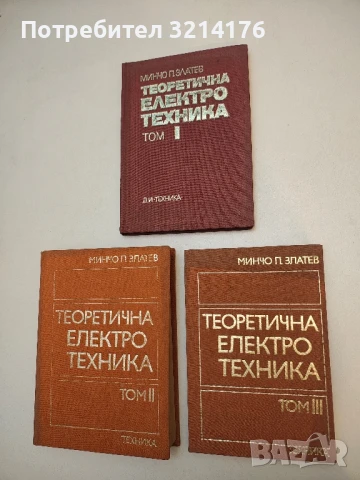 Потребител 3214176
МИНЧО П. ЗЛАТЕВ
ТЕОРЕТИЧНА
ЕЛЕКТРО
ТЕХНИКА
ТОМ I
ДИ•ТЕХНИКА
МИНЧО П. ЗЛАТЕВ
ТЕОРЕТИЧНА
ЕЛЕКТРО
ТЕХНИКА
ТОМ II
ТЕХНИКА
МИНЧО П. ЗЛАТЕВ
ТЕОРЕТИЧНА
ЕЛЕКТРО
ТЕХНИКА
ТОМ III
bazar